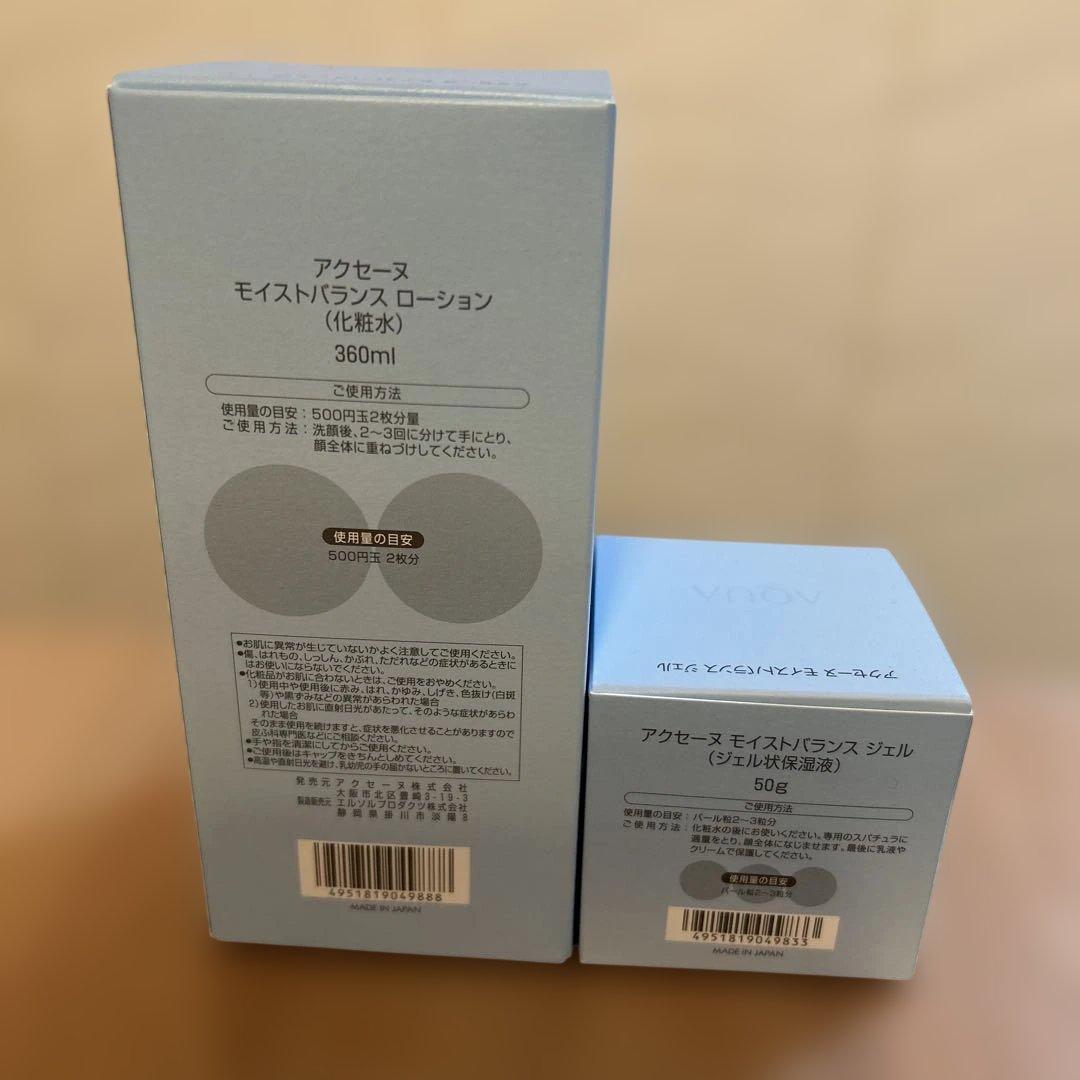 アクセーヌ
モイストバランス ローション
（化粧水）
360ml
ご使用方法
使用量の目安：500円玉2枚分量
ご使用方法：洗顔後、2〜3回に分けて手にとり、
顔全体に重ねづけしてください。
使用量の目安
500円玉 2枚分
●お肌に異常が生じていないかよく注意してご使用ください。
●傷、はれもの、しっしん、かぶれ、ただれなどの症状があるときに
はお使いにならないでください。
●化粧品がお肌に合わないときは、ご使用をおやめください。
1）使用中や使用後に赤み、はれ、かゆみ、しげき、色抜け（白斑
等）や黒ずみなどの異常があらわれた場合
2）使用したお肌に直射日光があたって、そのような症状があらわ
れた場合
そのまま使用を続けますと、症状を悪化させることがありますので
皮ふ科専門医などにご相談ください。
●手や指を清潔にしてからご使用ください。
●ご使用後はキャップをきちんとしめてください。
●高温や直射日光を避け、乳幼児の手の届かないところに置いてください。
発売元 アクセーヌ株式会社
大阪市北区豊崎3-19-3
製造販売元 エルソルプロダクツ株式会社
静岡県掛川市淡陽8
4951819049888
MADE IN JAPAN
AQUA
アクセーヌ モイストバランス ジェル
アクセーヌ モイストバランス ジェル
（ジェル状保湿液）
50g
ご使用方法
使用量の目安：パール粒2〜3粒分
ご使用方法：化粧水の後にお使いください。専用のスパチュラに
適量をとり、顔全体になじませます。最後に乳液や
クリームで保護してください。
使用量の目安
パール粒2〜3粒分
4951819049833
MADE IN JAPAN